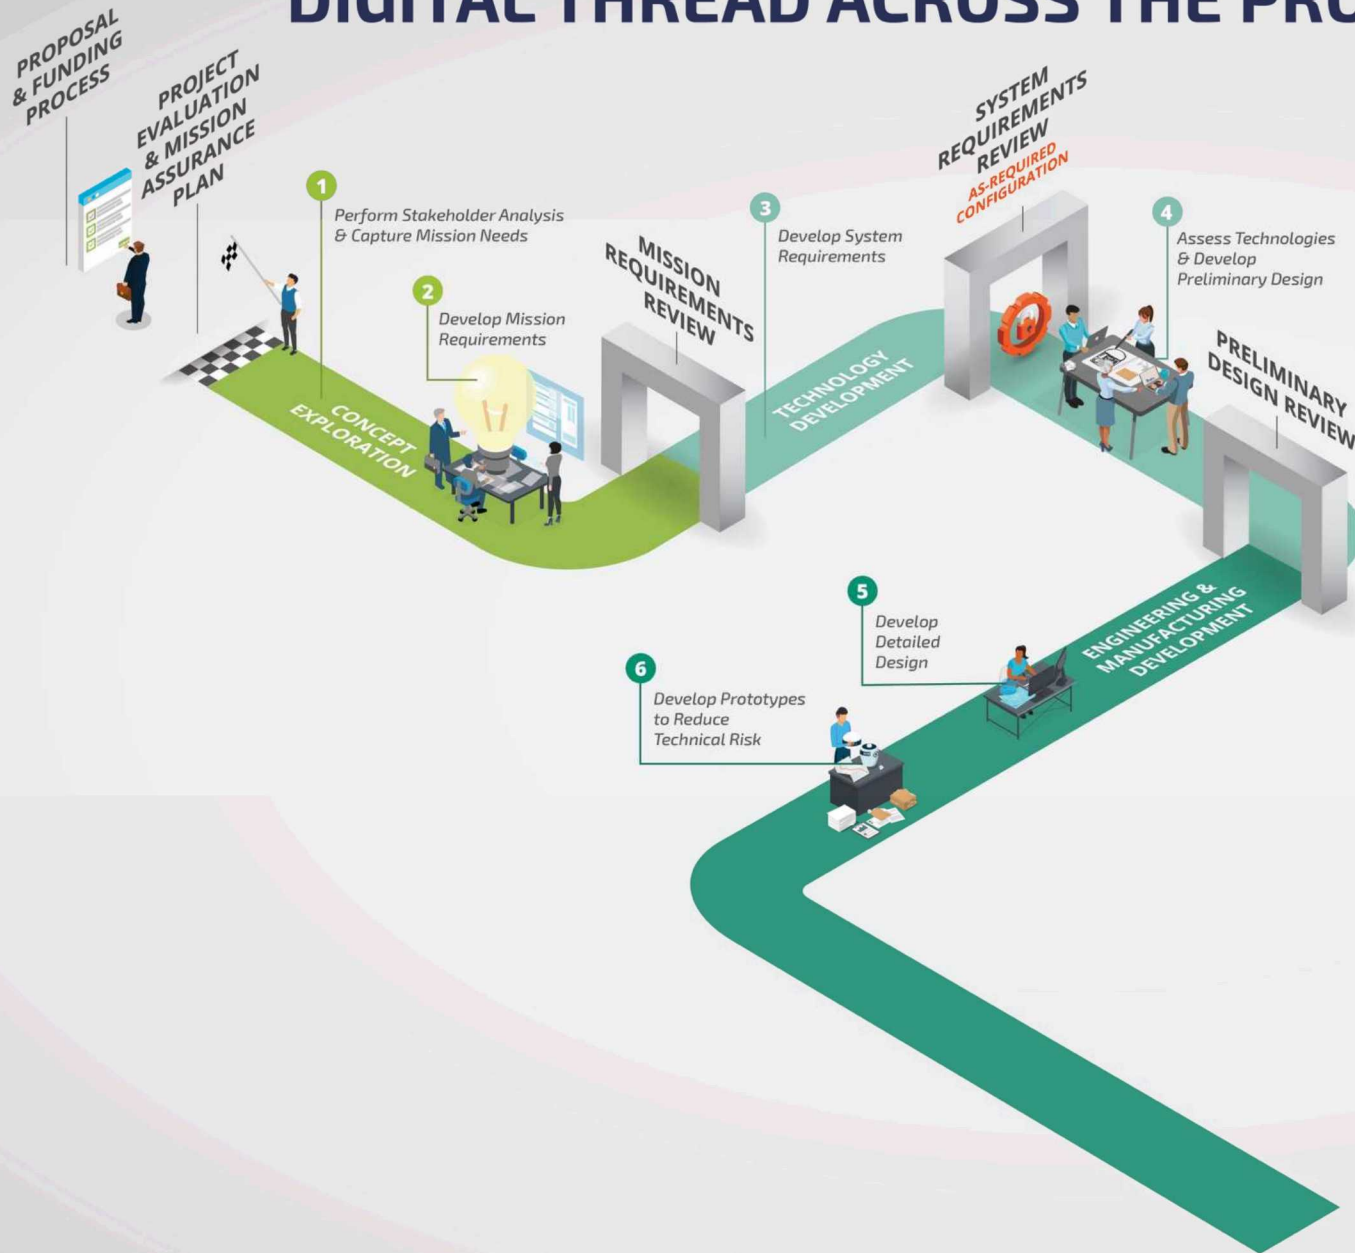 DIGITAL THREAD ACROSS THE
PROPOSAL
& FUNDING
PROCESS
PROJECT
EVALUATION
& MISSION
ASSURANCE
PLAN
1
Perform Stakeholder Analysis
& Capture Mission Needs
2
Develop Mission
Requirements
CONCEPT
EXPLORATION
MISSION
REQUIREMENTS
REVIEW
3
Develop System
Requirements
TECHNOLOGY
DEVELOPMENT
SYSTEM
REQUIREMENTS
REVIEW
AS-REQUIRED
CONFIGURATION
4
Assess Technologies
& Develop
Preliminary Design
PRELIMINARY
DESIGN REVIEW
ENGINEERING &
MANUFACTURING
DEVELOPMENT
5
Develop
Detailed
Design
6
Develop Prototypes
to Reduce
Technical Risk